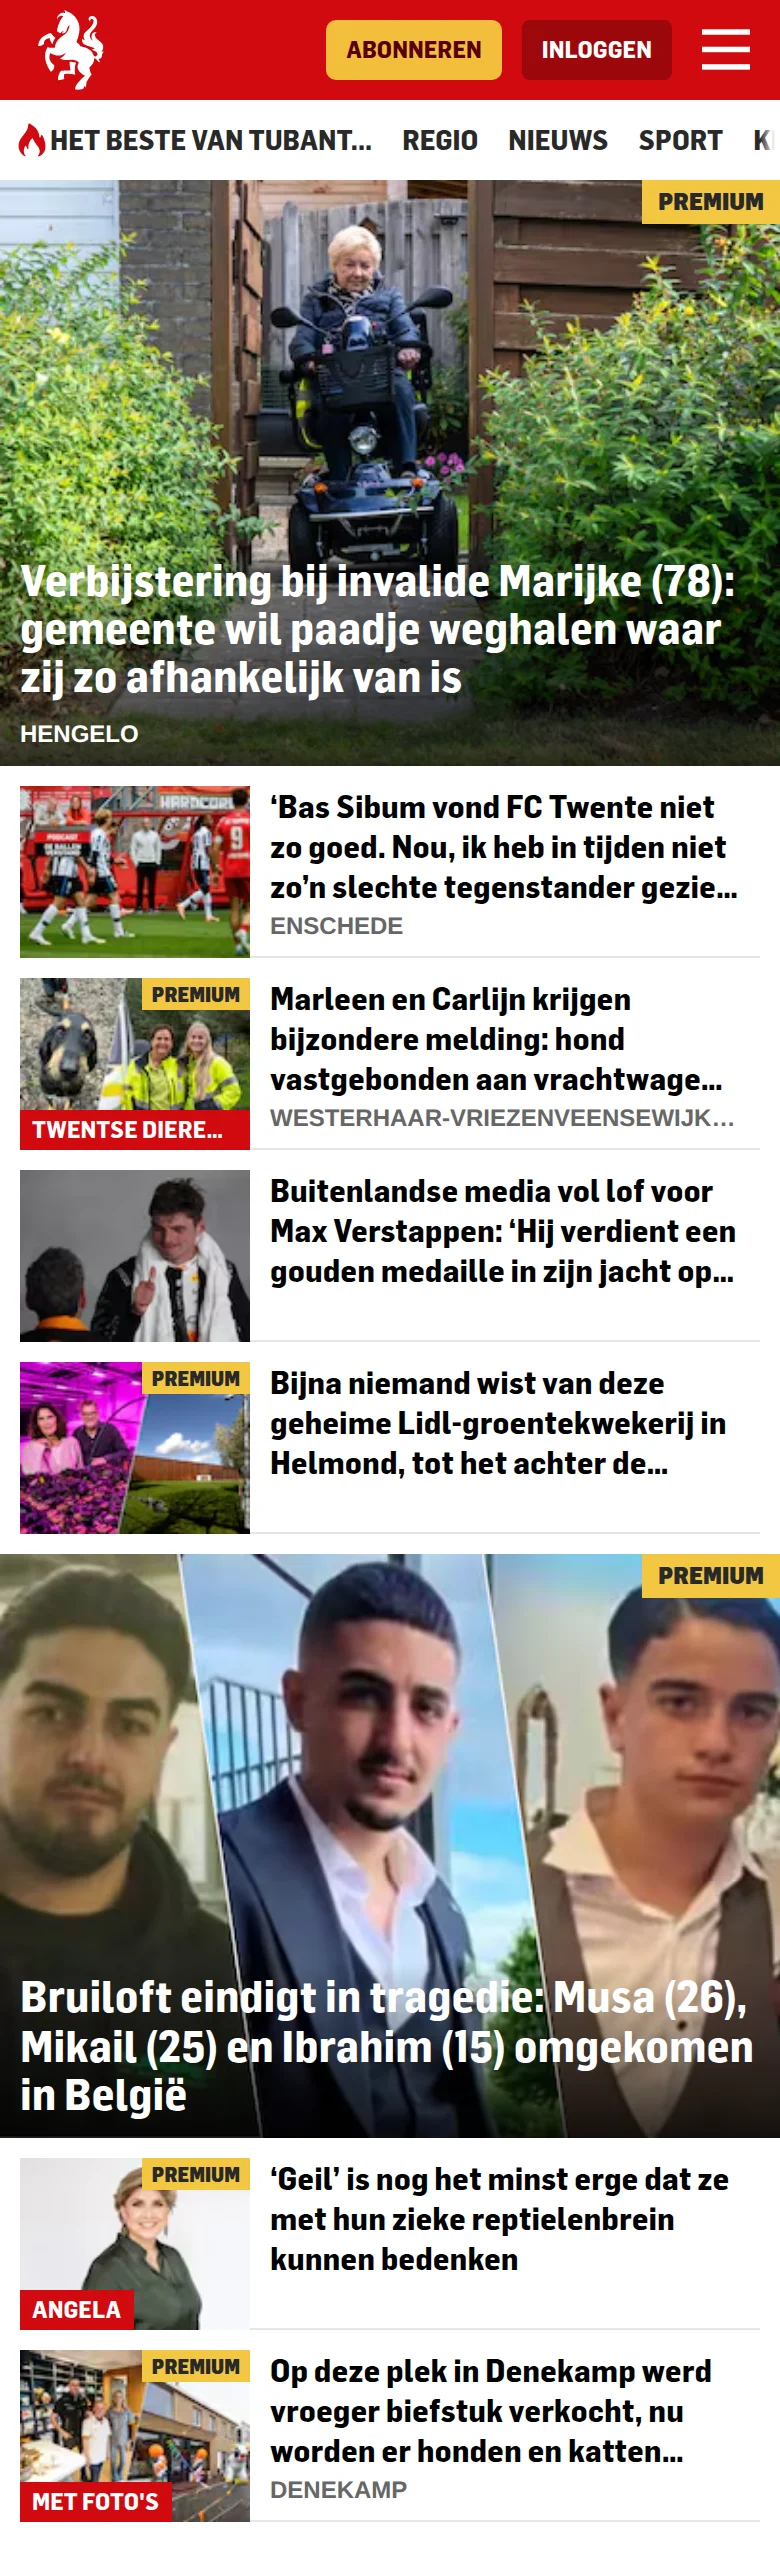 ABONNEREN
INLOGGEN
HET BESTE VAN TUBANT...
REGIO
NIEUWS
SPORT
PREMIUM
Verbijstering bij invalide Marijke (78):
gemeente wil paadje weghalen waar
zij zo afhankelijk van is
HENGELO
HARDCOR
PODCAST
DE BALLEN
VERSTAND
9
‘Bas Sibum vond FC Twente niet
zo goed. Nou, ik heb in tijden niet
zo’n slechte tegenstander gezie...
ENSCHEDE
PREMIUM
TWENTSE DIERE...
Marleen en Carlijn krijgen
bijzondere melding: hond
vastgebonden aan vrachtwage...
WESTERHAAR-VRIEZENVEENSEWIJK...
Buitenlandse media vol lof voor
Max Verstappen: ‘Hij verdient een
gouden medaille in zijn jacht op...
PREMIUM
Bijna niemand wist van deze
geheime Lidl-groentekwekerij in
Helmond, tot het achter de...
PREMIUM
Bruiloft eindigt in tragedie: Musa (26),
Mikail (25) en Ibrahim (15) omgekomen
in België
PREMIUM
ANGELA
‘Geil’ is nog het minst erge dat ze
met hun zieke reptielenbrein
kunnen bedenken
PREMIUM
MET FOTO'S
Op deze plek in Denekamp werd
vroeger biefstuk verkocht, nu
worden er honden en katten...
DENEKAMP